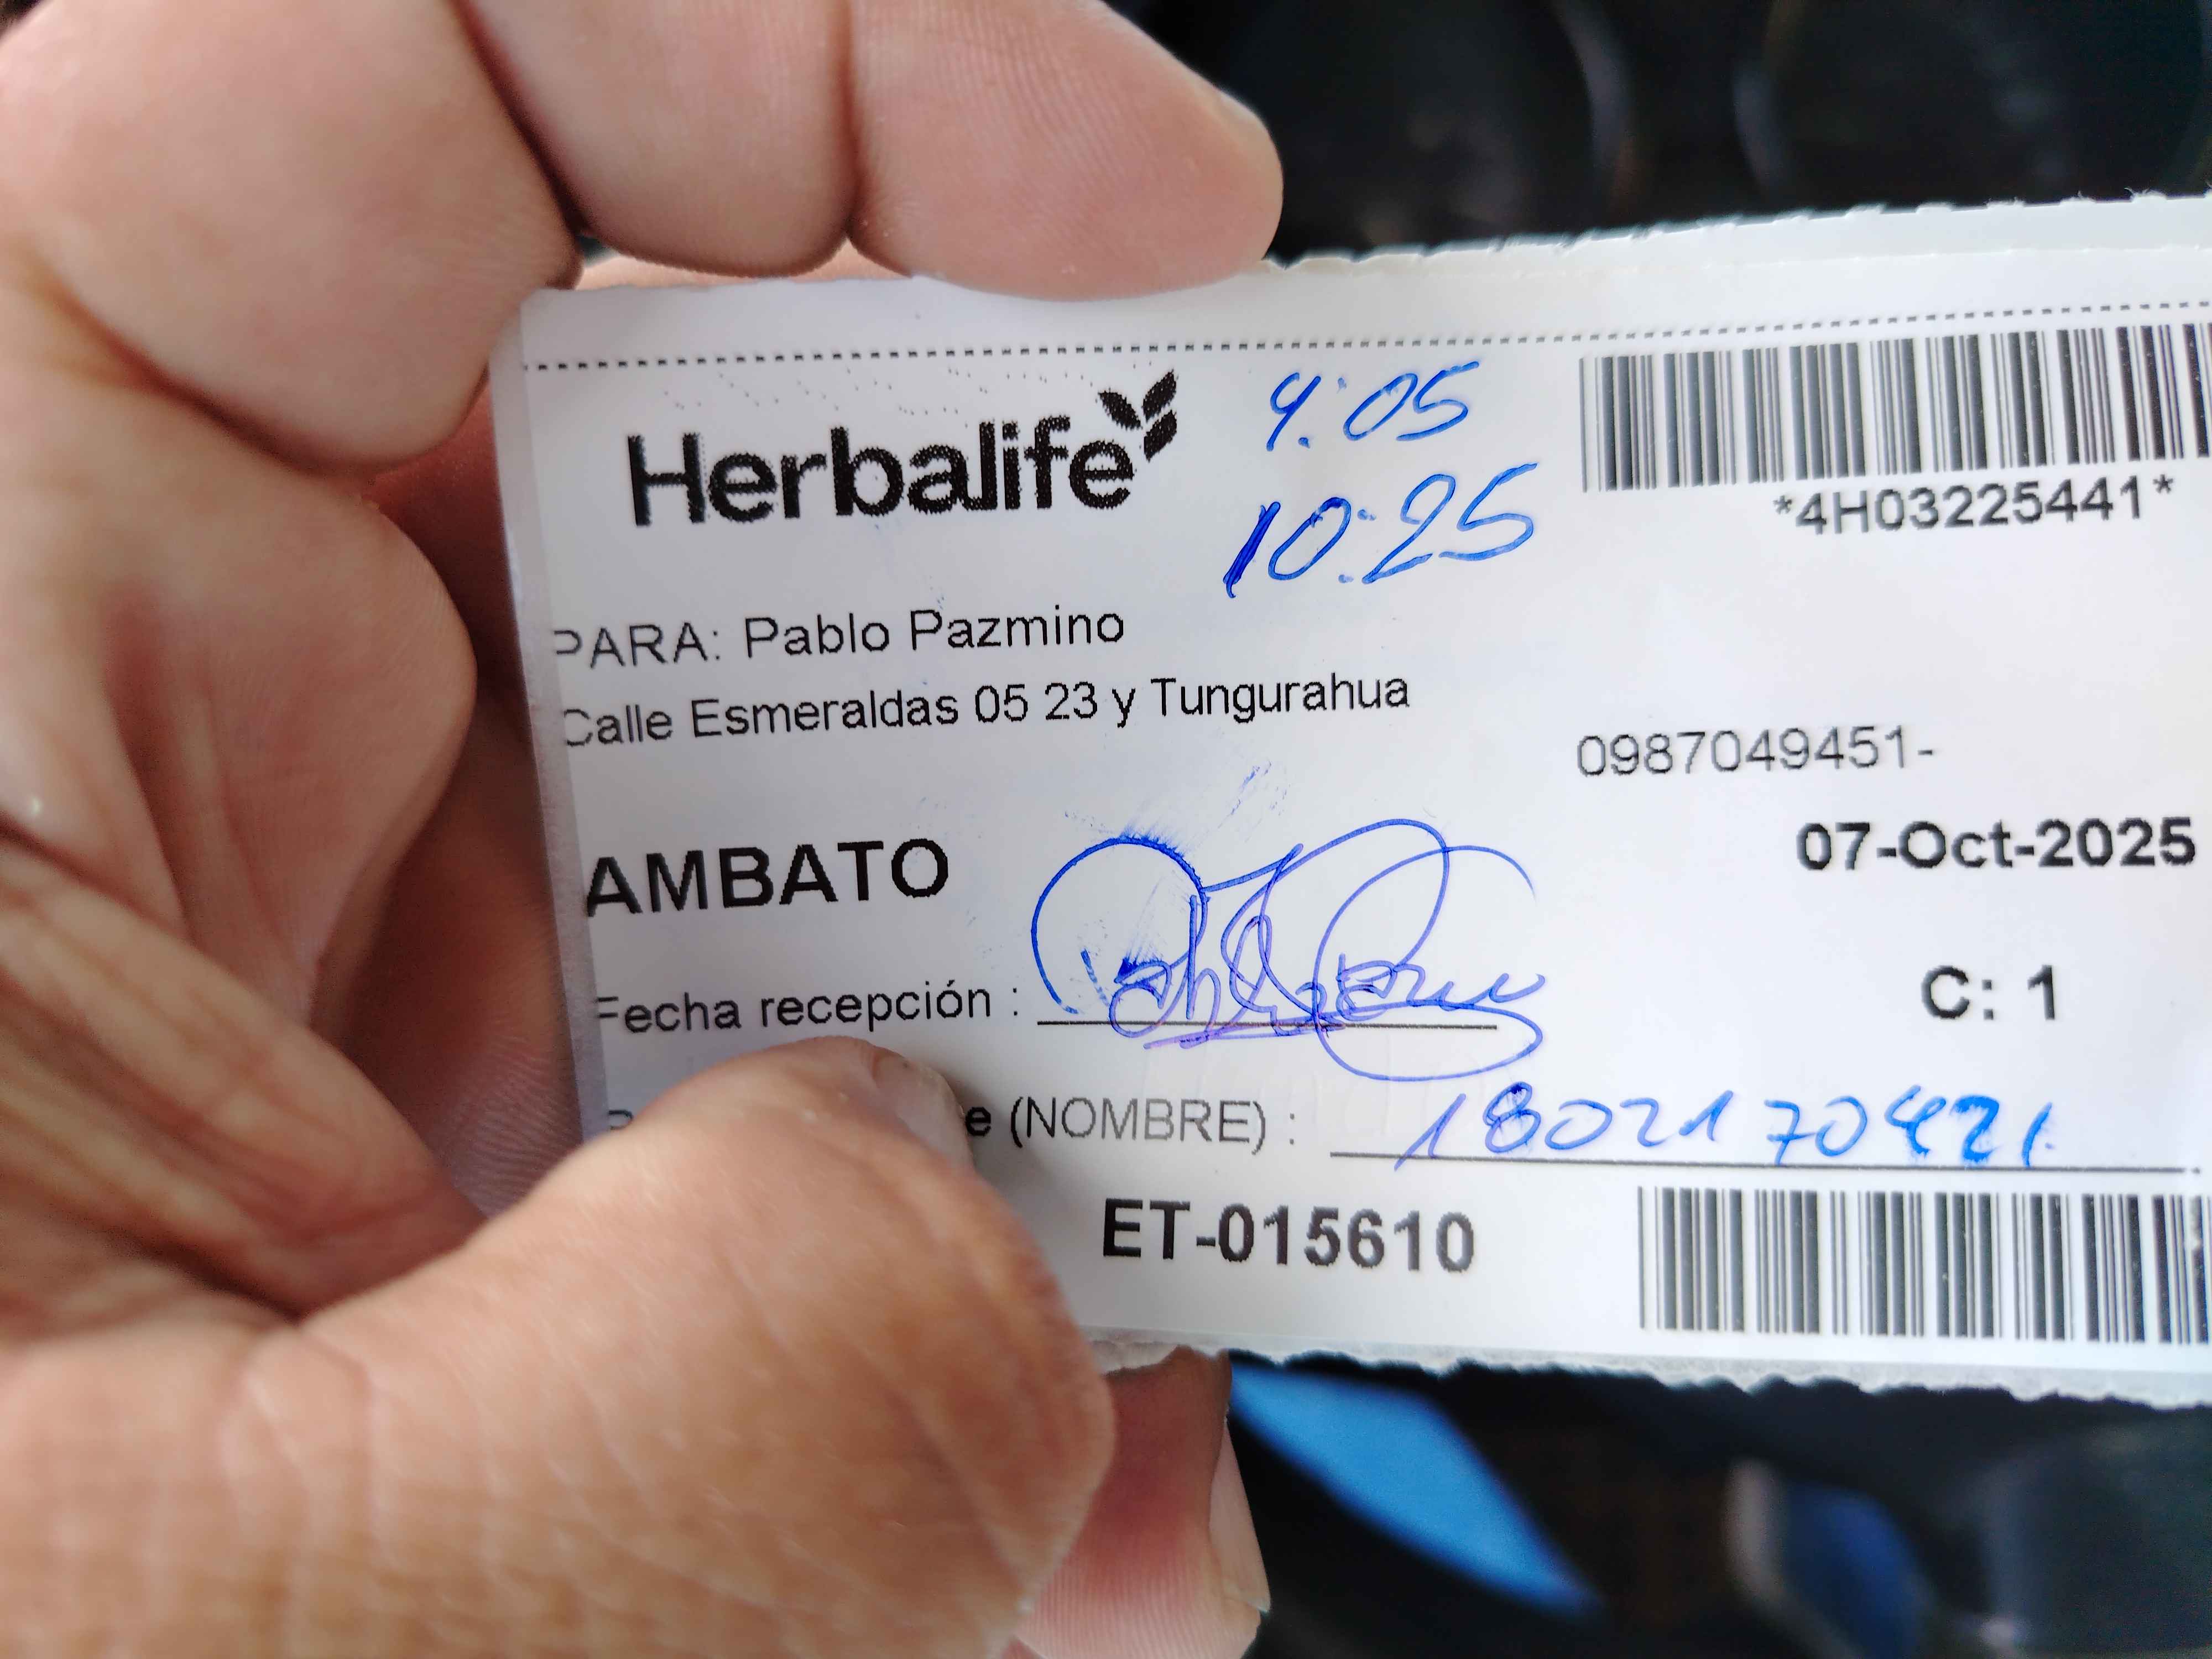 Herbalife
9:05
10:25
*4H03225441*
PARA: Pablo Pazmino
Calle Esmeraldas 05 23 y Tungurahua
0987049451-
07-Oct-2025
AMBATO
C: 1
Fecha recepción :
e (NOMBRE) : 1802170421
ET-015610